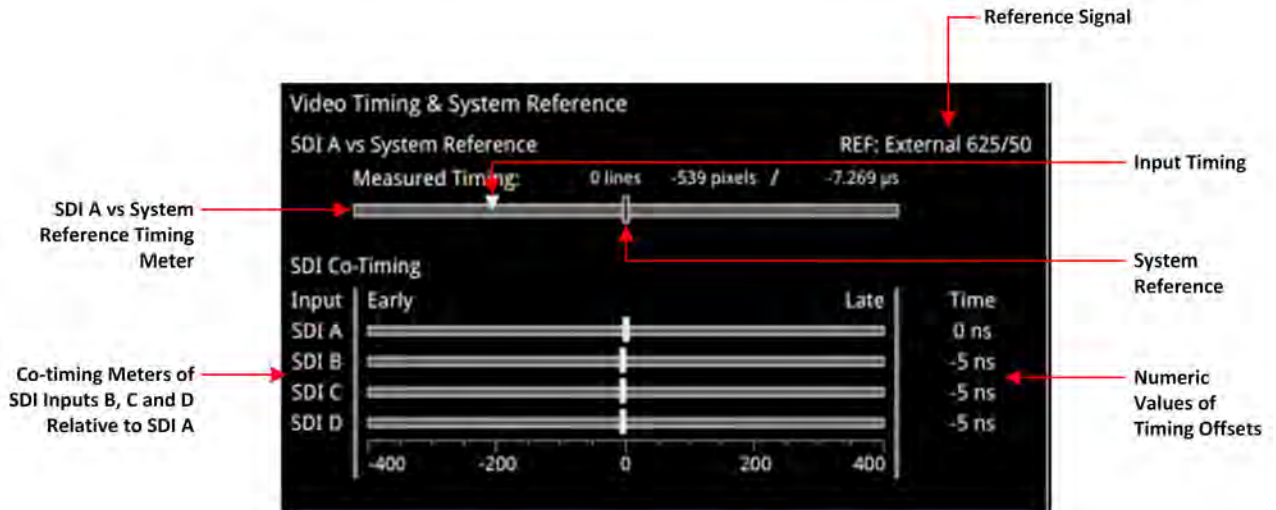 Reference Signal
Video Timing & System Reference
SDI A vs System Reference
REF: External 625/50
Measured Timing: 0 lines -539 pixels / -7.269 µs
Input Timing
SDI A vs System
Reference Timing
Meter
System
Reference
SDI Co-Timing
Input Early Late Time
SDI A 0 ns
SDI B -5 ns
SDI C -5 ns
SDI D -5 ns
-400 -200 0 200 400
Co-timing Meters of
SDI Inputs B, C and D
Relative to SDI A
Numeric
Values of
Timing Offsets